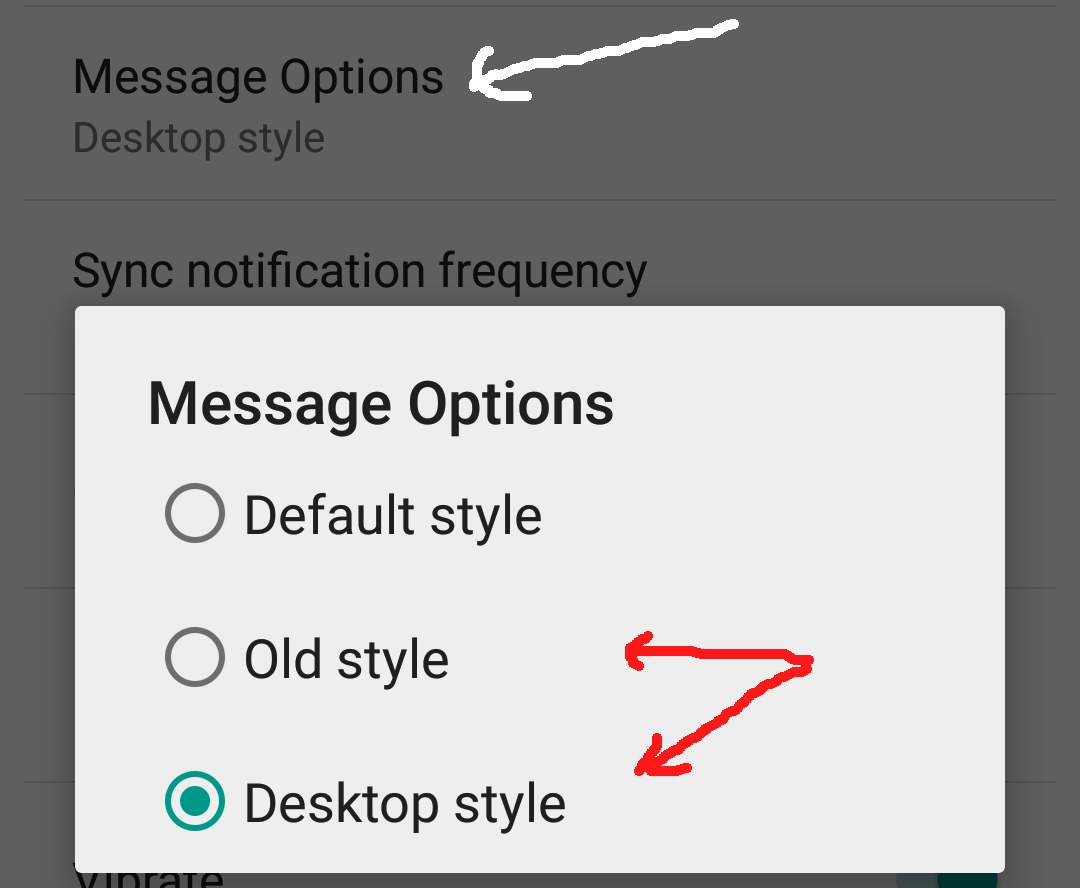 Message Options
Desktop style
Sync notification frequency
Message Options
Default style
Old style
Desktop style
Vibrate